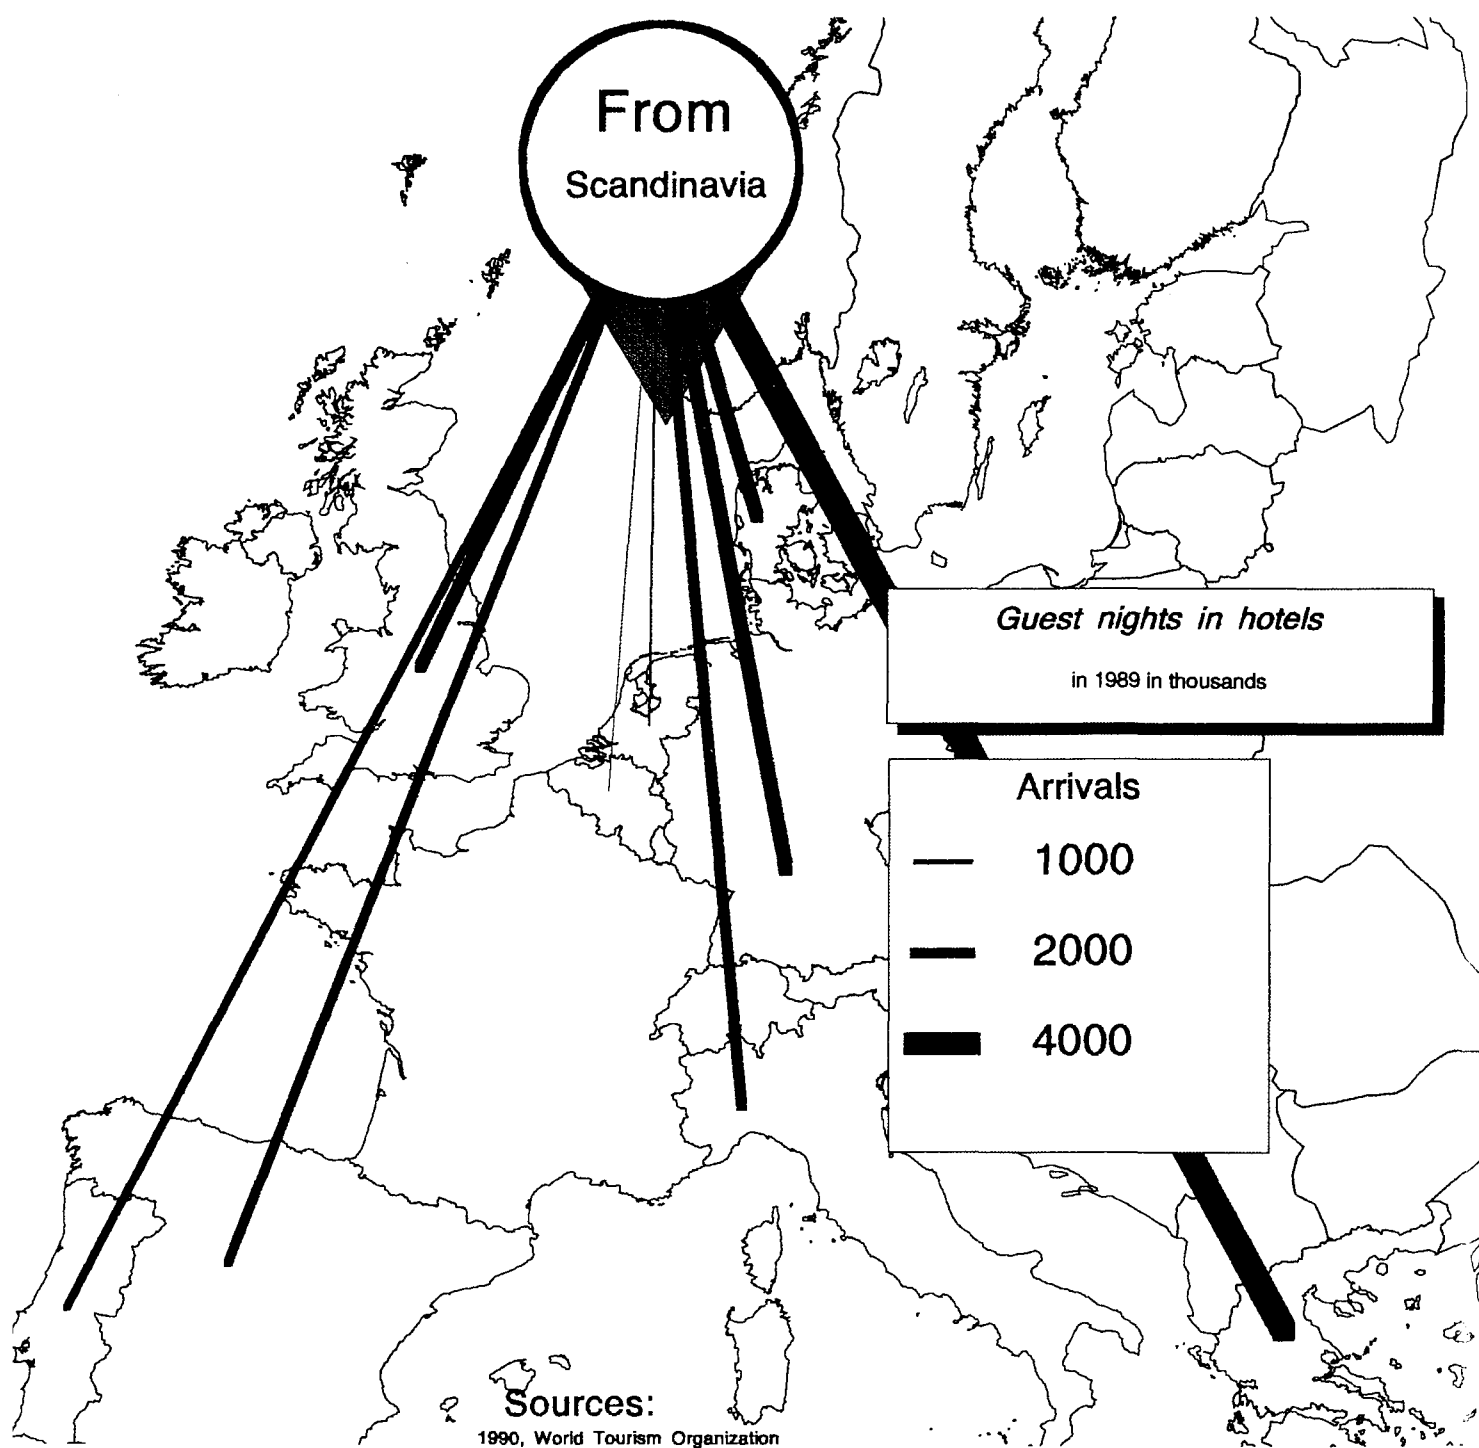 From
Scandinavia
Guest nights in hotels
in 1989 in thousands
Arrivals
1000
2000
4000
Sources:
1990, World Tourism Organization